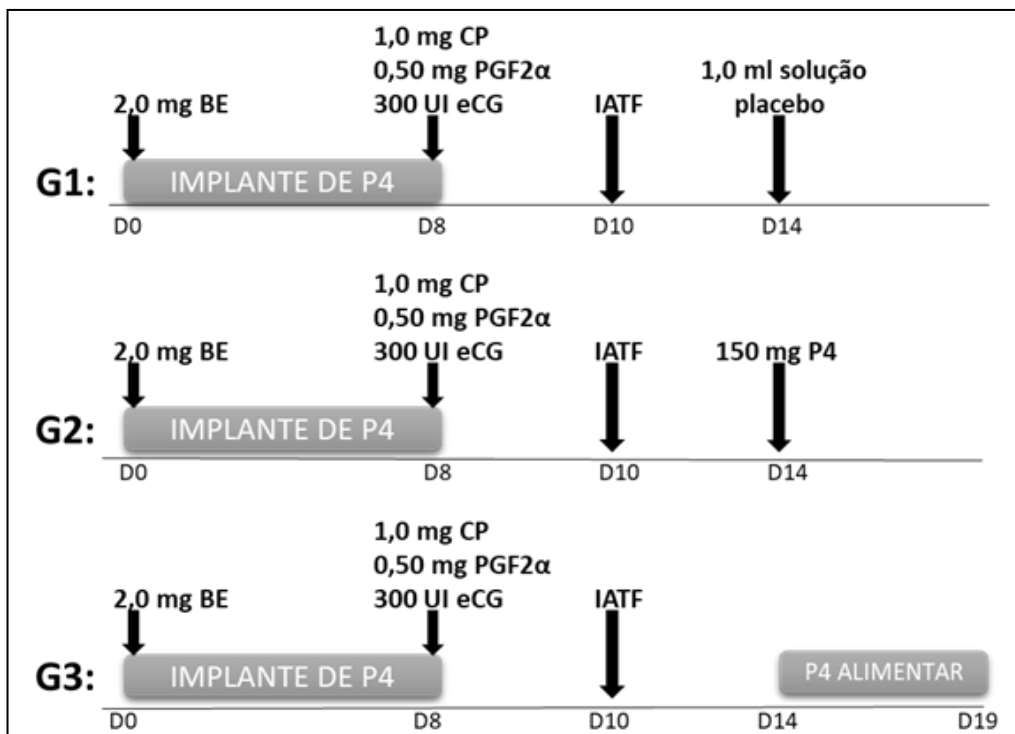 1,0 mg CP
0,50 mg PGF2α
1,0 ml solução
2,0 mg BE
300 UI eCG
IATF
placebo
G1:
IMPLANTE DE P4
D0
D8
D10
D14
1,0 mg CP
0,50 mg PGF2α
2,0 mg BE
300 UI eCG
IATF
150 mg P4
G2:
IMPLANTE DE P4
D0
D8
D10
D14
1,0 mg CP
0,50 mg PGF2α
2,0 mg BE
300 UI eCG
IATF
G3:
IMPLANTE DE P4
P4 ALIMENTAR
D0
D8
D10
D14
D19